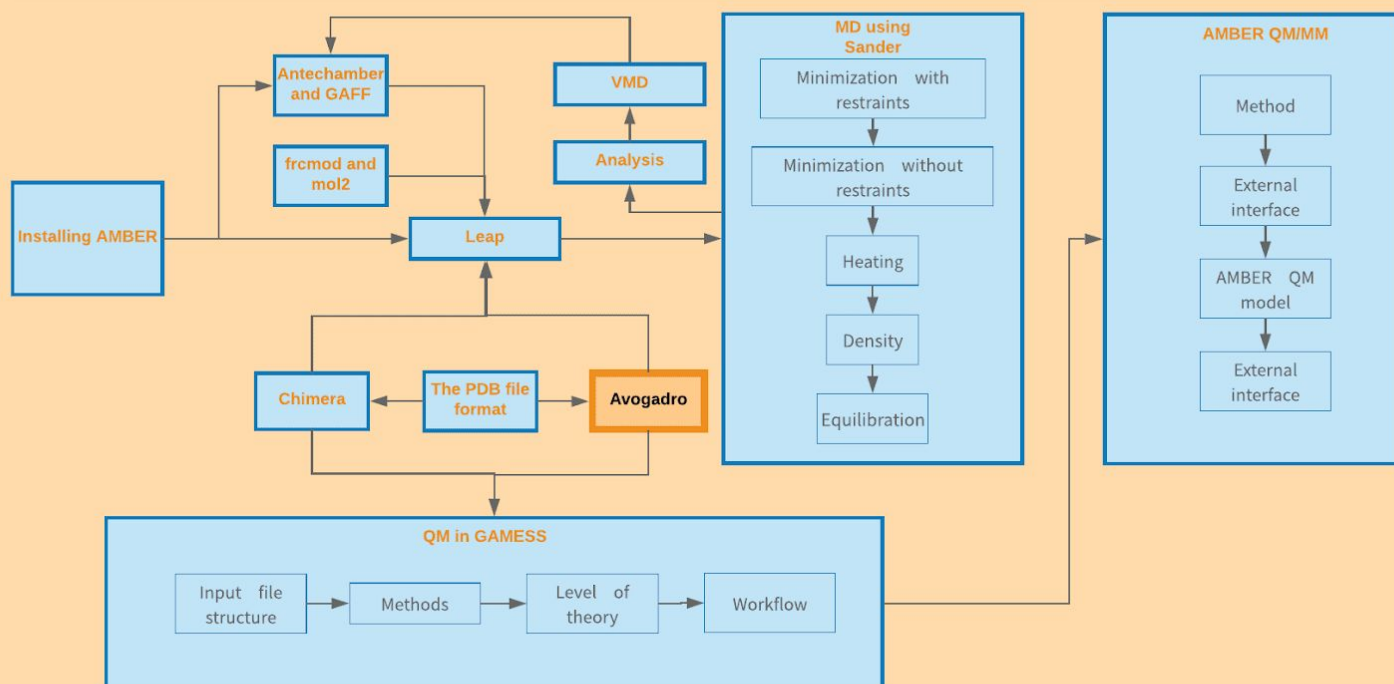 MD using
Sander
AMBER QM/MM
Antechamber
and GAFF
VMD
Minimization with
restraints
Method
frcmod and
mol2
Analysis
Minimization without
restraints
External
interface
Installing AMBER
Leap
Heating
AMBER QM
model
Density
External
interface
Chimera
The PDB file
format
Avogadro
Equilibration
QM in GAMESS
Input file
structure
Methods
Level of
theory
Workflow